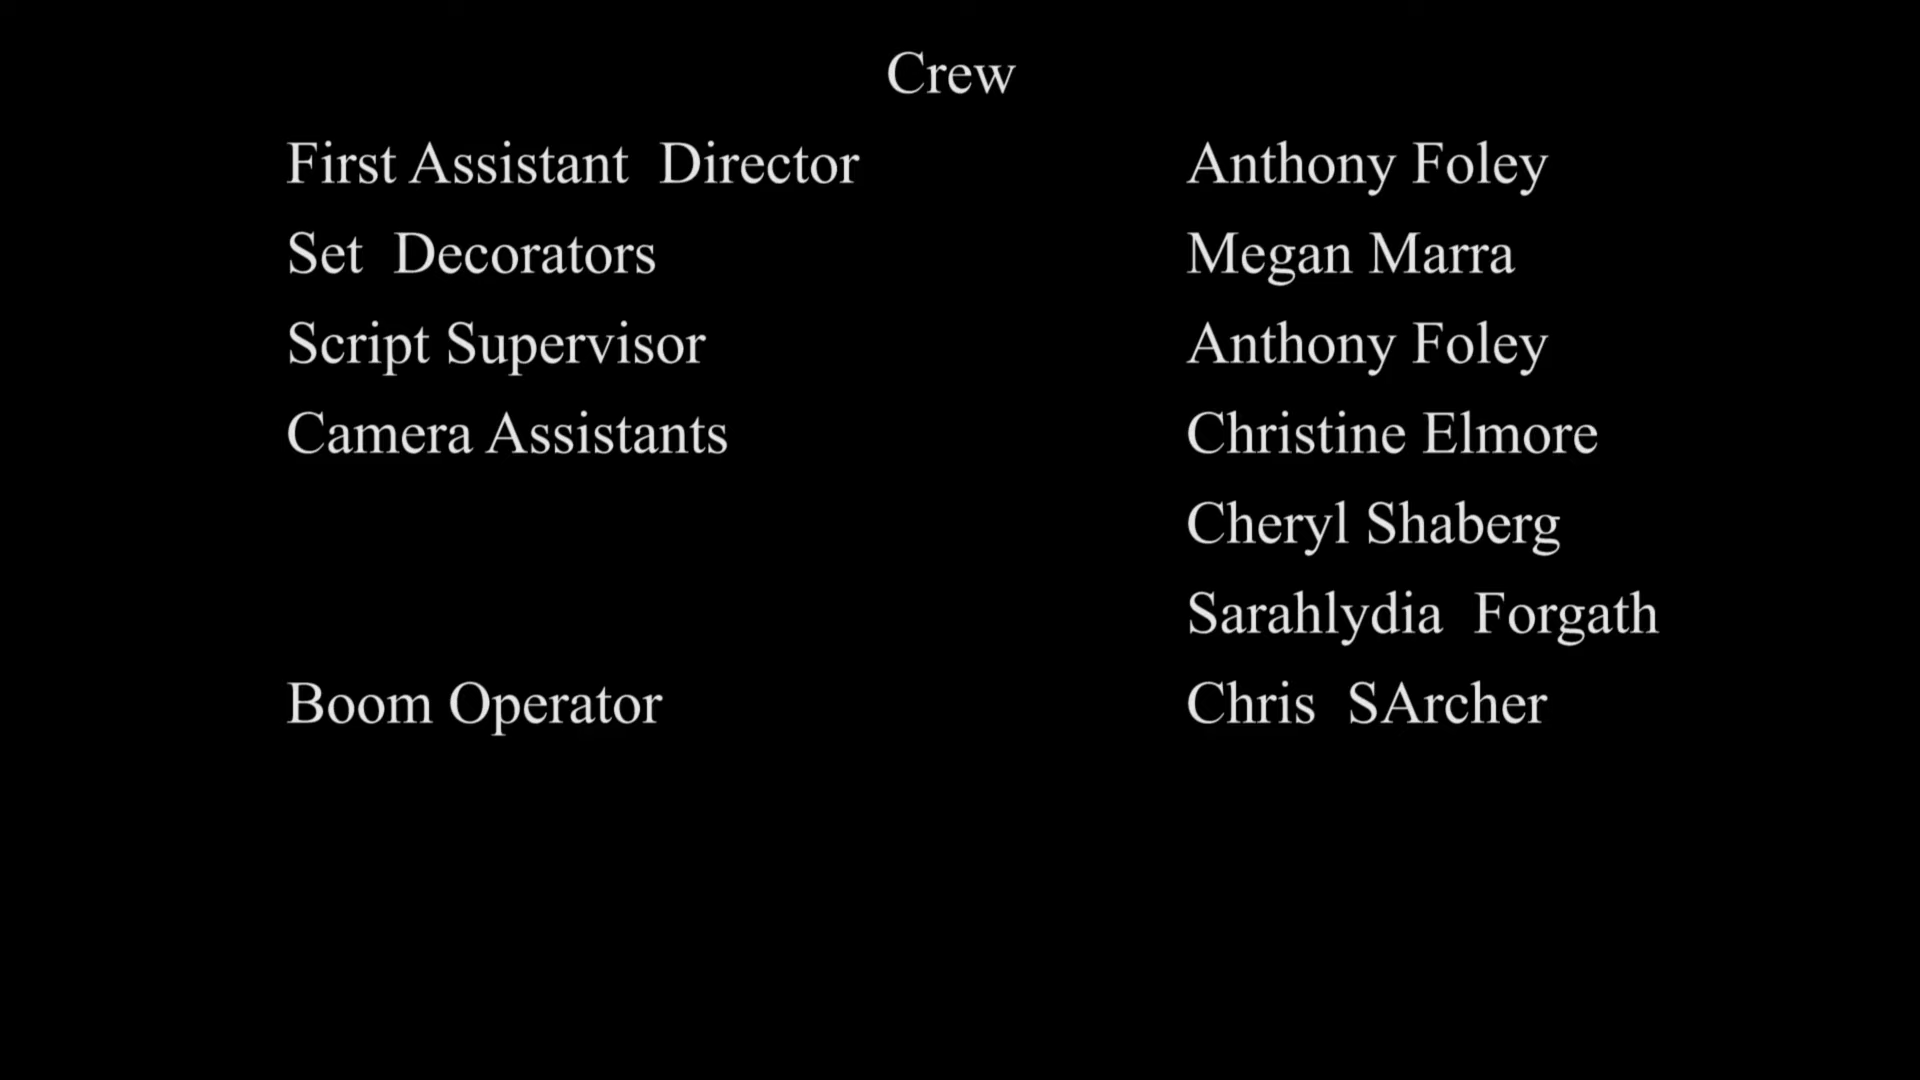 Crew
First Assistant  Director Anthony Foley
Set  Decorators Megan Marra
Script Supervisor Anthony Foley
Camera Assistants Christine Elmore
Cheryl Shaberg
Sarahlydia  Forgath
Boom Operator Chris  SArcher